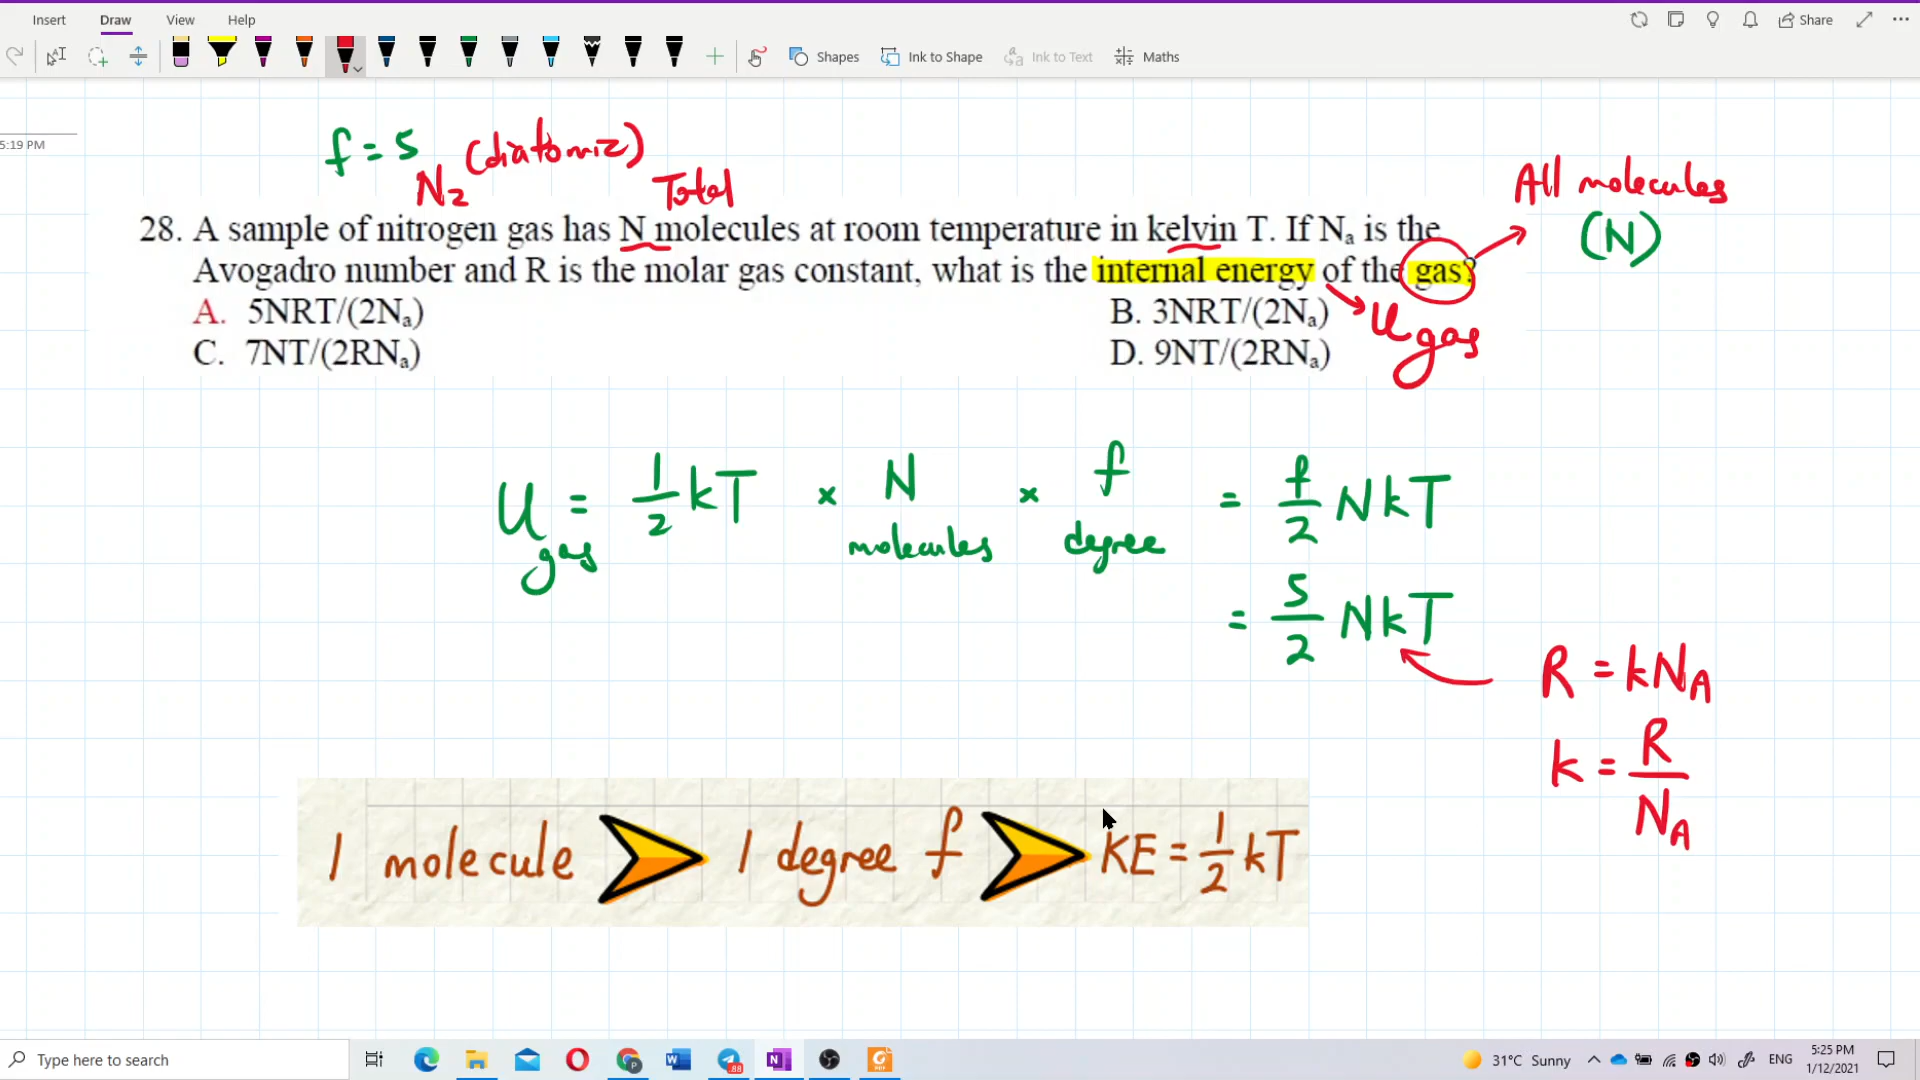 Insert Draw View Help
Share
Shapes Ink to Shape Ink to Text Maths
5:19 PM
f = 5
N2 (diatomic)
Total
All molecules
(N)
28. A sample of nitrogen gas has N molecules at room temperature in kelvin T. If Na is the
Avogadro number and R is the molar gas constant, what is the internal energy of the gas?
A. 5NRT/(2Na) B. 3NRT/(2Na)
C. 7NT/(2RNa) D. 9NT/(2RNa)
U gas
U gas = 1/2 kT × N molecules × f degree = f/2 NkT
= 5/2 NkT
R = kNA
k = R/NA
1 molecule 1 degree f KE = 1/2 kT
Type here to search
88
31°C Sunny
ENG
5:25 PM
1/12/2021